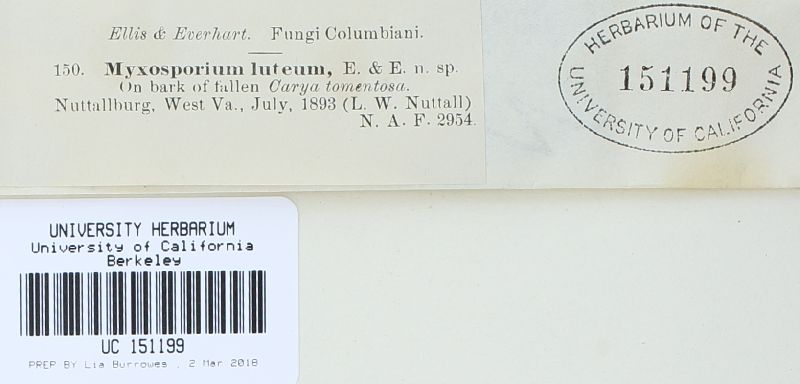 Ellis & Everhart. Fungi Columbiani.
150. Myxosporium luteum, E. & E. n. sp.
On bark of fallen Carya tomentosa.
Nuttallburg, West Va., July, 1893 (L. W. Nuttall)
N. A. F. 2954.
HERBARIUM OF THE
151199
UNIVERSITY OF CALIFORNIA
UNIVERSITY HERBARIUM
University of California
Berkeley
UC 151199
PREP BY Lia Burrowes , 2 Mar 2018